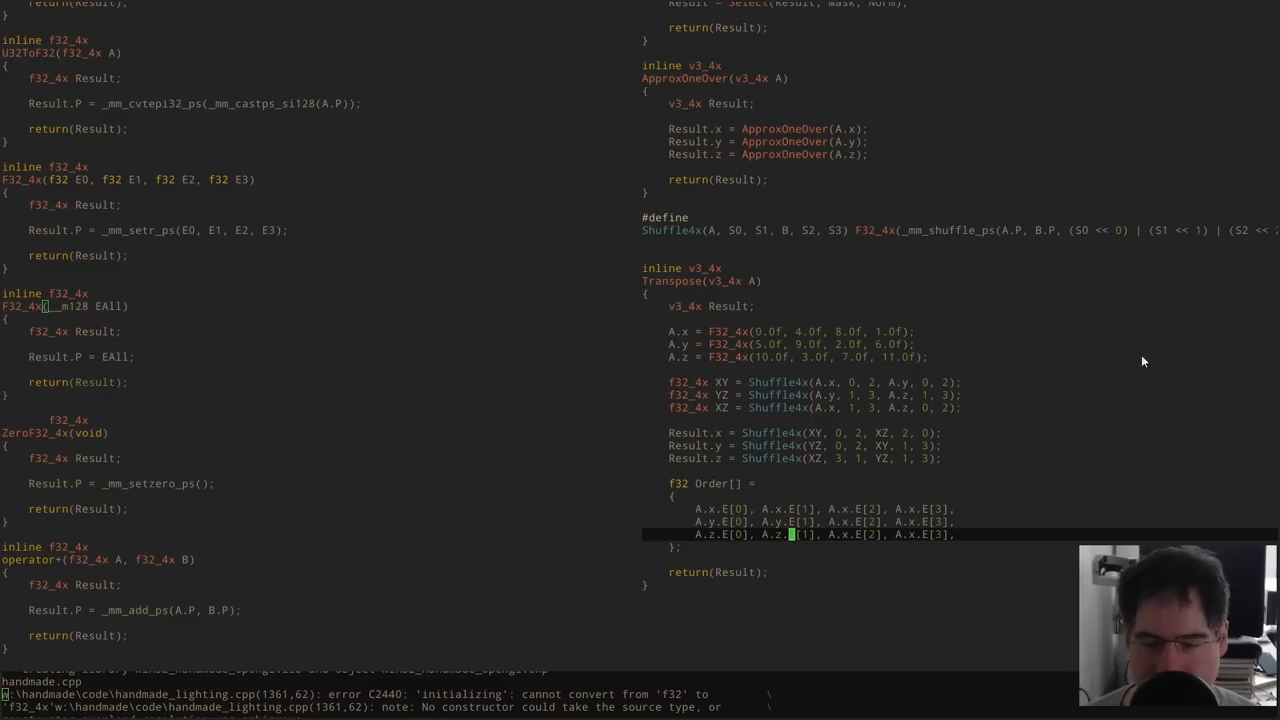 return(Result);
}
inline f32_4x
U32ToF32(f32_4x A)
{
f32_4x Result;
Result.P = _mm_cvtepi32_ps(_mm_castps_si128(A.P));
return(Result);
}
inline f32_4x
F32_4x(f32 E0, f32 E1, f32 E2, f32 E3)
{
f32_4x Result;
Result.P = _mm_setr_ps(E0, E1, E2, E3);
return(Result);
}
inline f32_4x
F32_4x(__m128 EAll)
{
f32_4x Result;
Result.P = EAll;
return(Result);
}
f32_4x
ZeroF32_4x(void)
{
f32_4x Result;
Result.P = _mm_setzero_ps();
return(Result);
}
inline f32_4x
operator+(f32_4x A, f32_4x B)
{
f32_4x Result;
Result.P = _mm_add_ps(A.P, B.P);
return(Result);
}
Result = Select(Result, mask, Norm);
return(Result);
}
inline v3_4x
ApproxOneOver(v3_4x A)
{
v3_4x Result;
Result.x = ApproxOneOver(A.x);
Result.y = ApproxOneOver(A.y);
Result.z = ApproxOneOver(A.z);
return(Result);
}
#define
Shuffle4x(A, S0, S1, B, S2, S3) F32_4x(_mm_shuffle_ps(A.P, B.P, (S0 << 0) | (S1 << 1) | (S2 <<
inline v3_4x
Transpose(v3_4x A)
{
v3_4x Result;
A.x = F32_4x(0.0f, 4.0f, 8.0f, 1.0f);
A.y = F32_4x(5.0f, 9.0f, 2.0f, 6.0f);
A.z = F32_4x(10.0f, 3.0f, 7.0f, 11.0f);
f32_4x XY = Shuffle4x(A.x, 0, 2, A.y, 0, 2);
f32_4x YZ = Shuffle4x(A.y, 1, 3, A.z, 1, 3);
f32_4x XZ = Shuffle4x(A.x, 1, 3, A.z, 0, 2);
Result.x = Shuffle4x(XY, 0, 2, XZ, 2, 0);
Result.y = Shuffle4x(YZ, 0, 2, XY, 1, 3);
Result.z = Shuffle4x(XZ, 3, 1, YZ, 1, 3);
f32 Order[] =
{
A.x.E[0], A.x.E[1], A.x.E[2], A.x.E[3],
A.y.E[0], A.y.E[1], A.x.E[2], A.x.E[3],
A.z.E[0], A.z.E[1], A.x.E[2], A.x.E[3],
};
return(Result);
}
handmade.cpp
w:\handmade\code\handmade_lighting.cpp(1361,62): error C2440: 'initializing': cannot convert from 'f32' to \
'f32_4x'w:\handmade\code\handmade_lighting.cpp(1361,62): note: No constructor could take the source type, or \